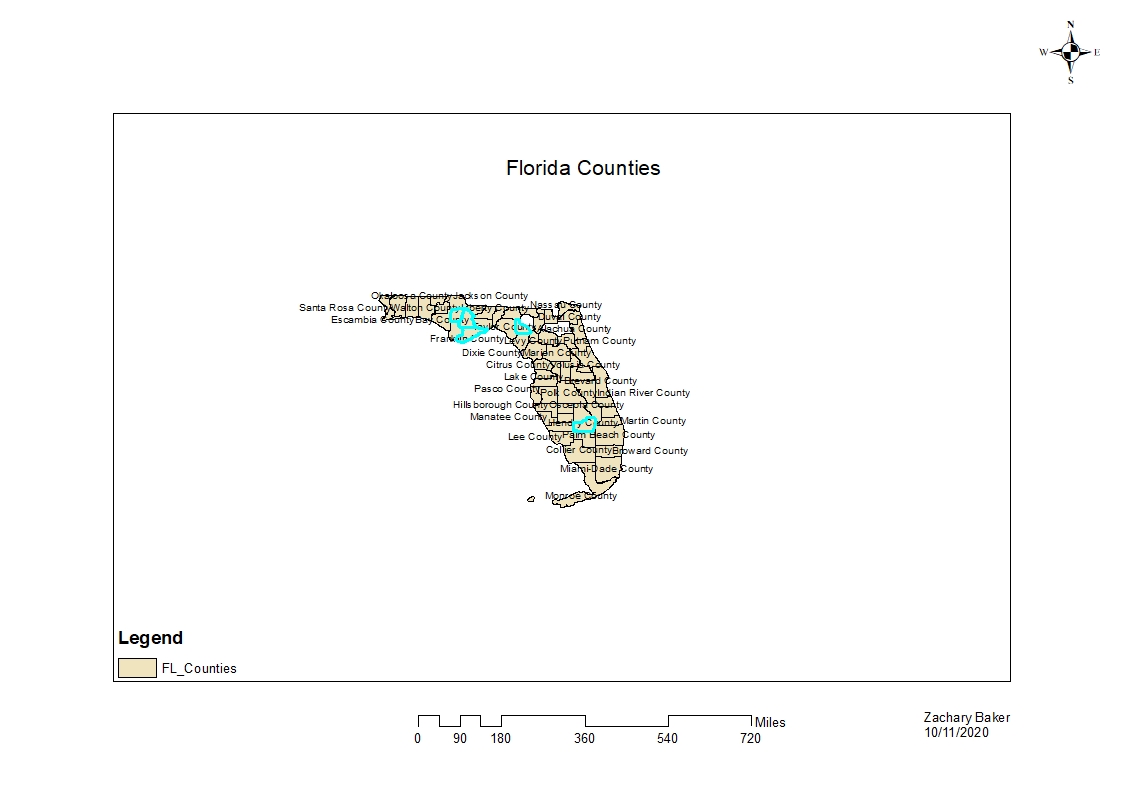 N
W E
S
Florida Counties
Okaloosa County Jackson County
Nassau County
Santa Rosa County Walton County Liberty County
Duval County
Escambia County Bay County
Taylor County Alachua County
Franklin County Levy County Putnam County
Dixie County Marion County
Citrus County Volusia County
Lake County
Brevard County
Pasco County Polk County Indian River County
Hillsborough County Osceola County
Manatee County
Hendry County Martin County
Lee County Palm Beach County
Collier County Broward County
Miami-Dade County
Monroe County
Legend
FL_Counties
Miles
0 90 180 360 540 720
Zachary Baker
10/11/2020